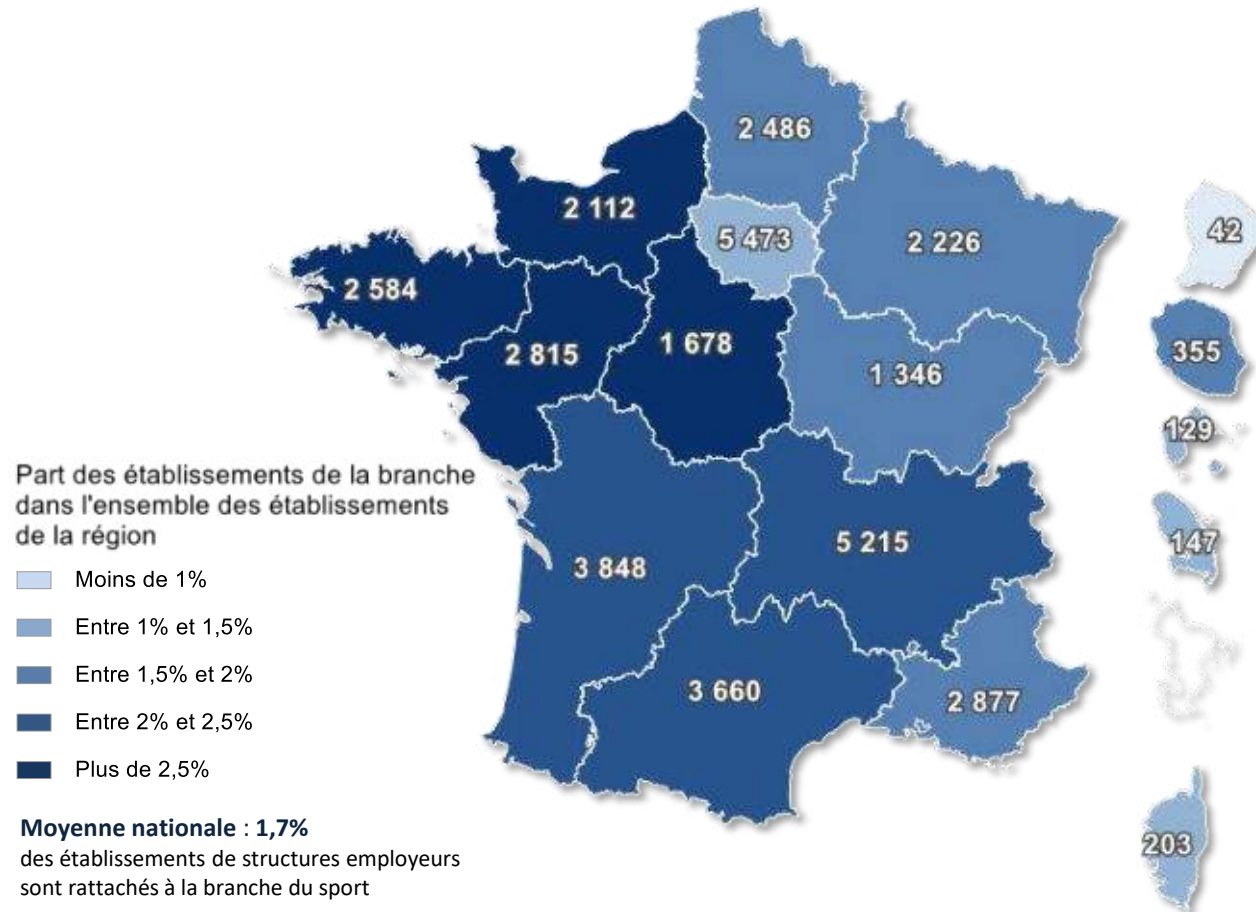 2 486
2 112
5 473
2 226
42
2 584
2 815
1 678
1 346
355
129
Part des établissements de la branche
dans l'ensemble des établissements
de la région
5 215
147
3 848
Moins de 1%
Entre 1% et 1,5%
Entre 1,5% et 2%
3 660
2 877
Entre 2% et 2,5%
Plus de 2,5%
Moyenne nationale : 1,7%
des établissements de structures employeurs
sont rattachés à la branche du sport
203